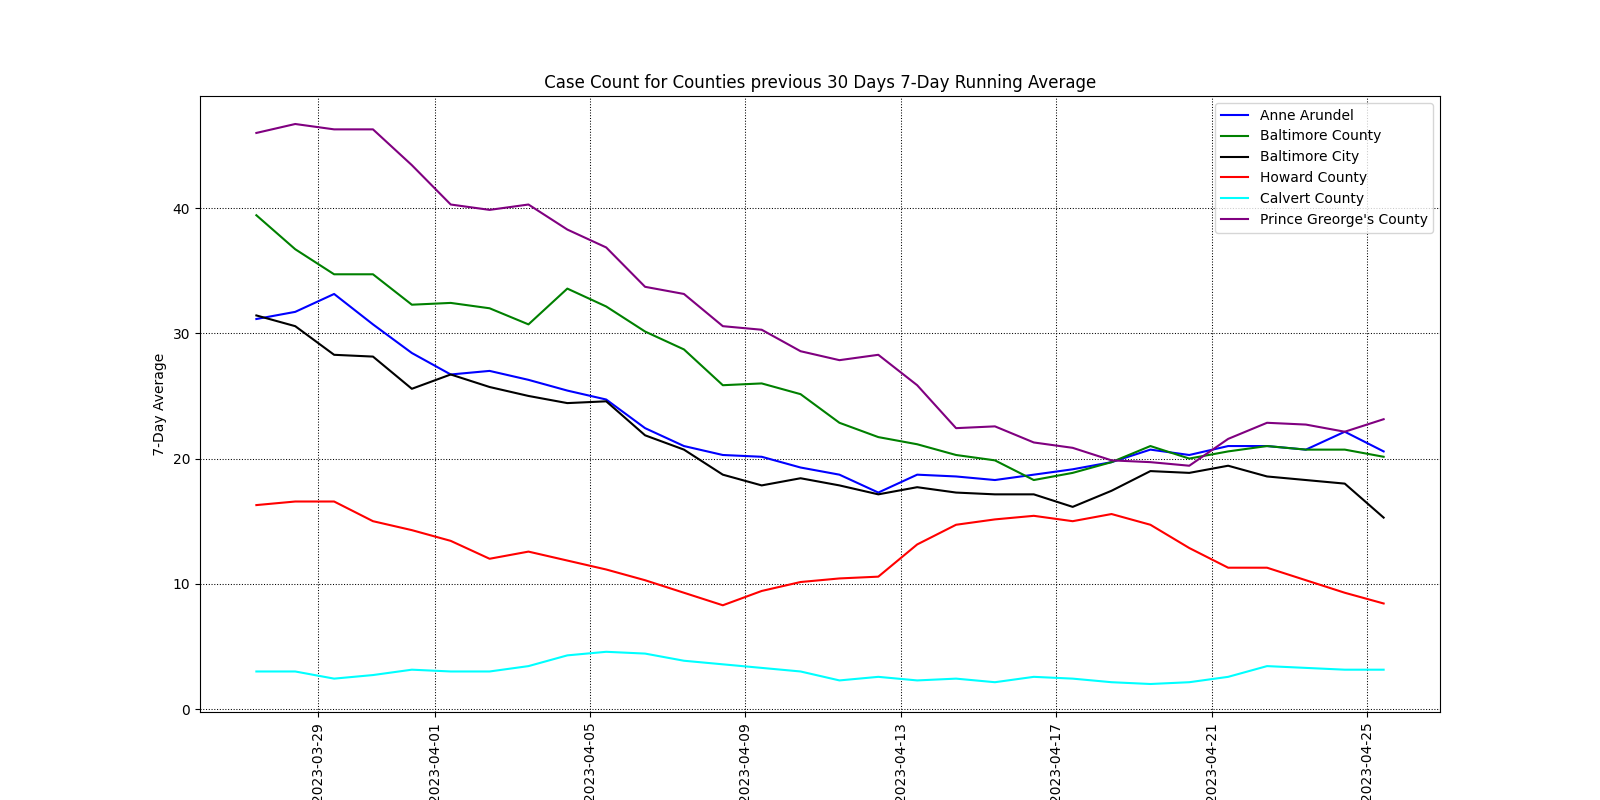 Case Count for Counties previous 30 Days 7-Day Running Average
Anne Arundel
Baltimore County
Baltimore City
Howard County
Calvert County
Prince Greorge's County
7-Day Average
40
30
20
10
0
2023-03-29
2023-04-01
2023-04-05
2023-04-09
2023-04-13
2023-04-17
2023-04-21
2023-04-25